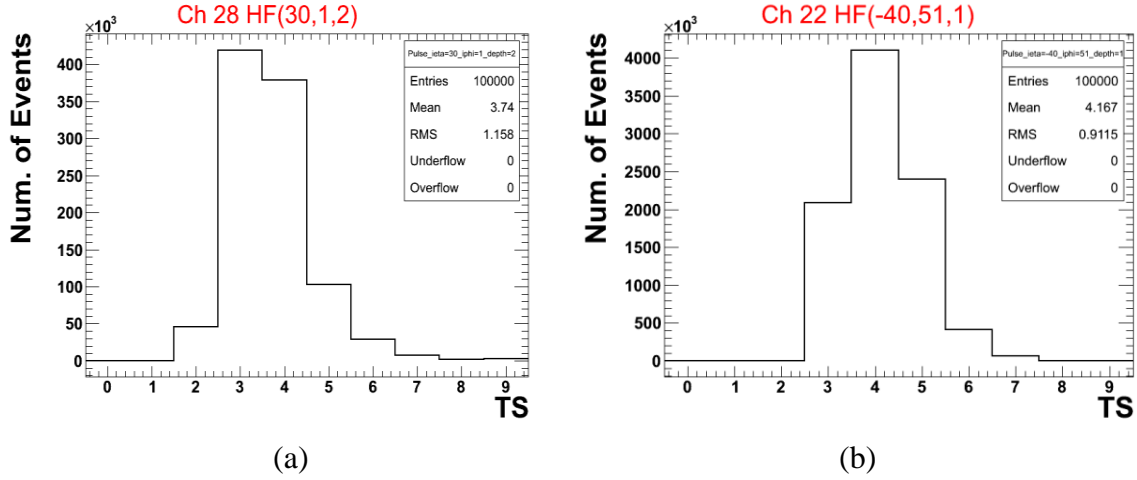 Ch 28 HF(30,1,2)
×10³
Num. of Events
400
350
300
250
200
150
100
50
0
0 1 2 3 4 5 6 7 8 9
TS
Pulse_ieta=30_iphi=1_depth=2
Entries 100000
Mean 3.74
RMS 1.158
Underflow 0
Overflow 0
(a)
Ch 22 HF(-40,51,1)
×10³
Num. of Events
4000
3500
3000
2500
2000
1500
1000
500
0
0 1 2 3 4 5 6 7 8 9
TS
Pulse_ieta=-40_iphi=51_depth=1
Entries 100000
Mean 4.167
RMS 0.9115
Underflow 0
Overflow 0
(b)